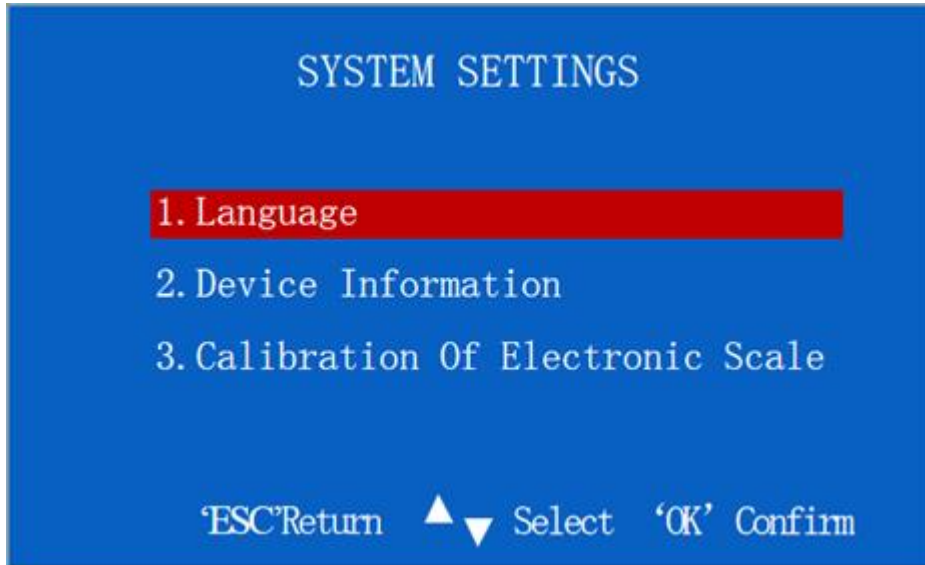 SYSTEM SETTINGS
1.Language
2.Device Information
3.Calibration Of Electronic Scale
'ESC'Return ▲▼ Select 'OK' Confirm